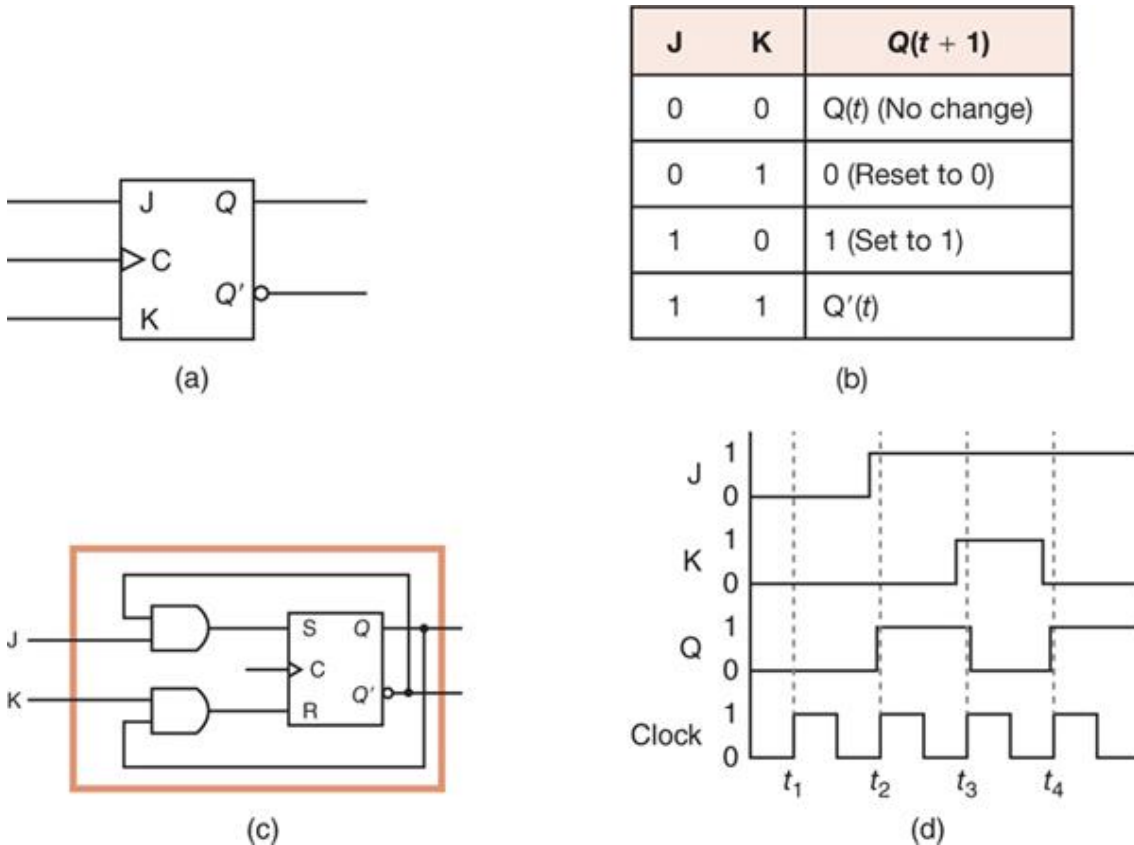 J Q
C
Q′
K
(a)
J K Q(t + 1)
0 0 Q(t) (No change)
0 1 0 (Reset to 0)
1 0 1 (Set to 1)
1 1 Q′(t)
(b)
J
K
S Q
C
Q′
R
(c)
1
J
0
1
K
0
1
Q
0
1
Clock
0
t1 t2 t3 t4
(d)